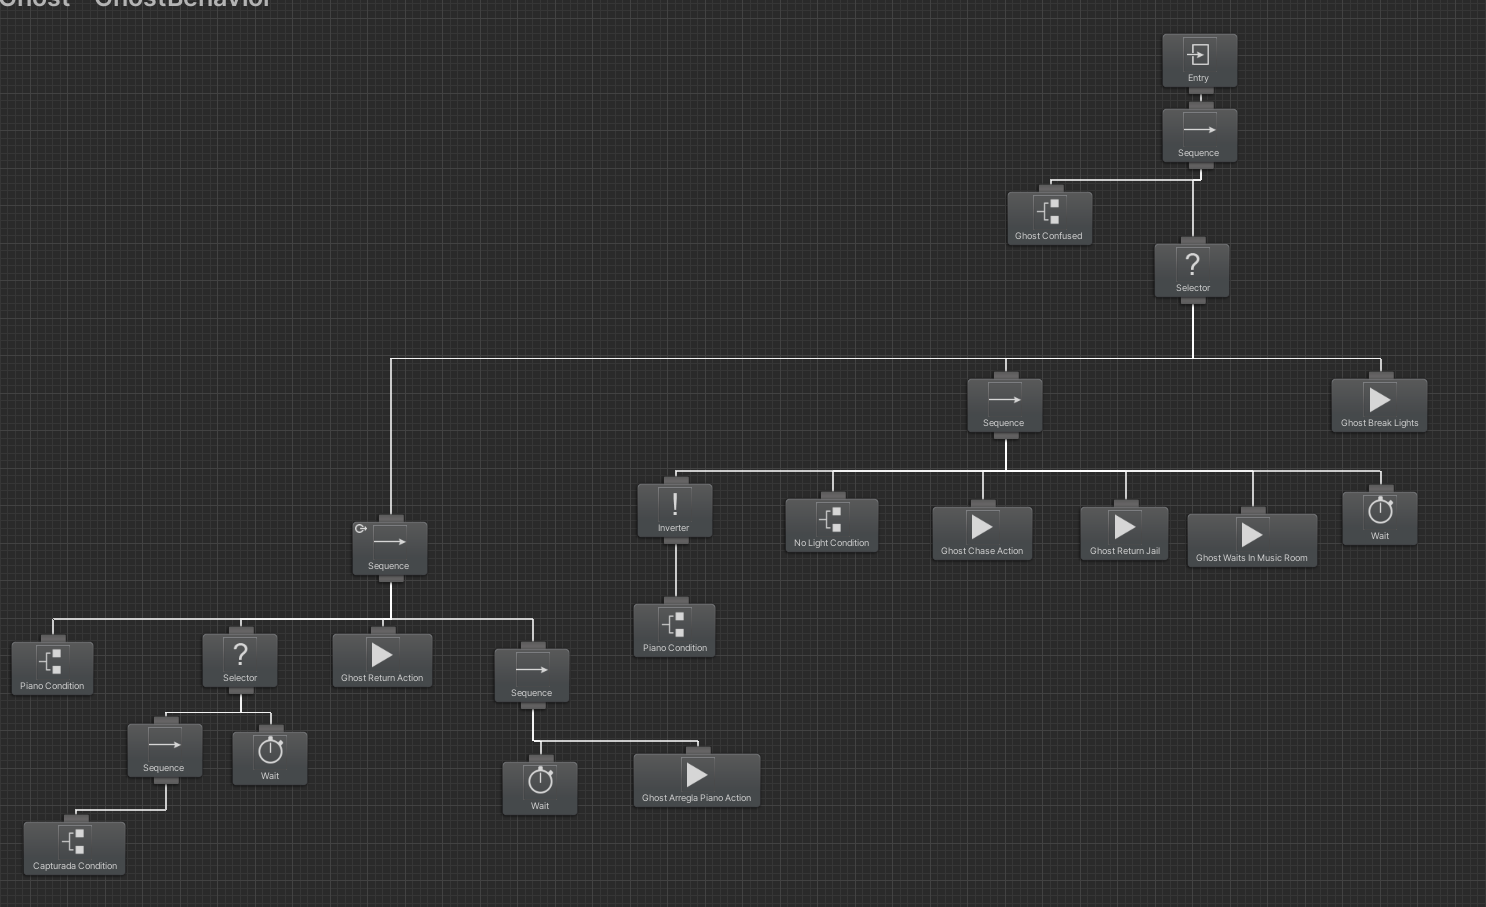 Ghost - GhostBehavior
Entry
Sequence
Ghost Confused
?
Selector
Sequence
Ghost Break Lights
!
Inverter
No Light Condition
Ghost Chase Action
Ghost Return Jail
Ghost Waits In Music Room
Wait
Sequence
Piano Condition
Piano Condition
?
Selector
Ghost Return Action
Sequence
Sequence
Wait
Wait
Ghost Arregla Piano Action
Capturada Condition